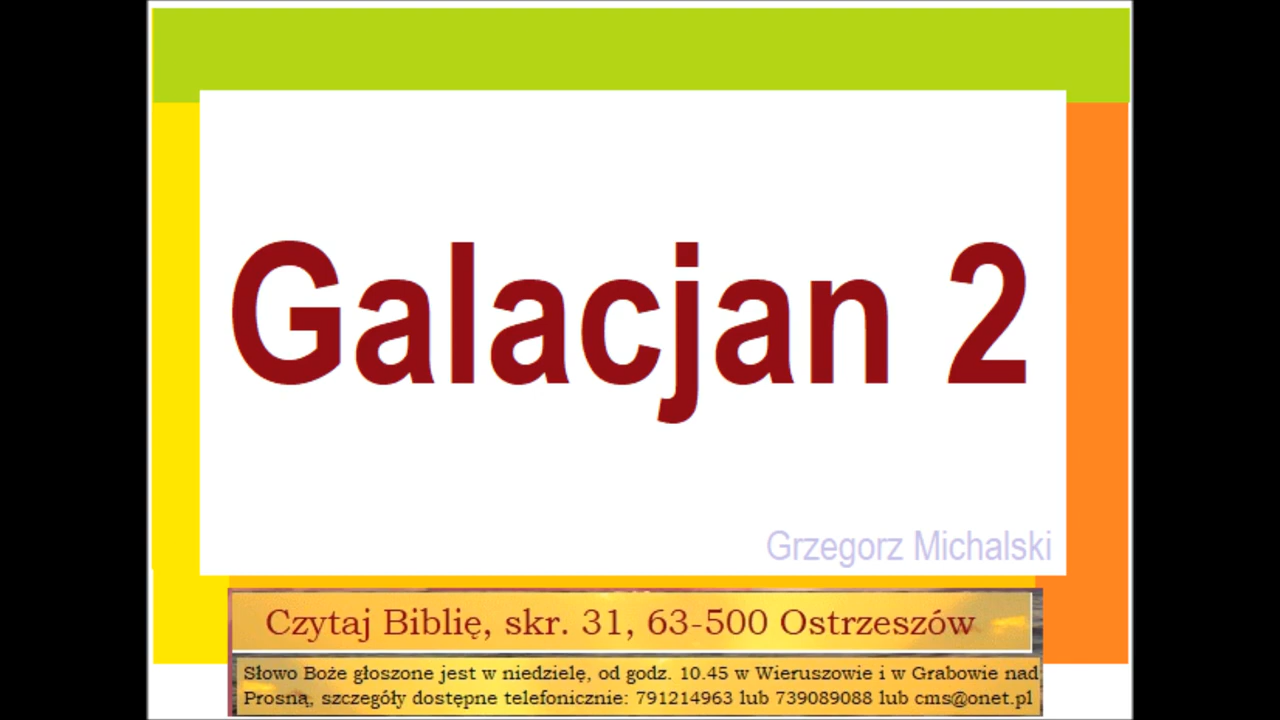 Galacjan 2
Grzegorz Michalski
Czytaj Biblię, skr. 31, 63-500 Ostrzeszów
Słowo Boże głoszone jest w niedzielę, od godz. 10.45 w Wieruszowie i w Grabowie nad
Prosną, szczegóły dostępne telefonicznie: 791214963 lub 739089088 lub cms@onet.pl